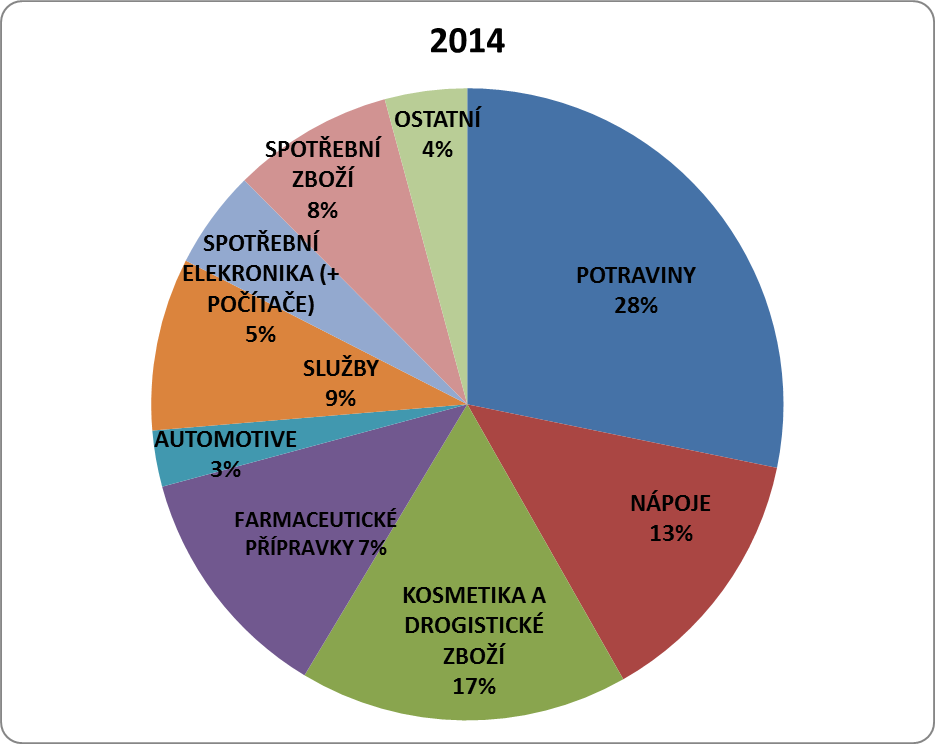 2014
OSTATNÍ
4%
SPOTŘEBNÍ
ZBOŽÍ
8%
SPOTŘEBNÍ
ELEKRONIKA (+
POČÍTAČE)
5%
POTRAVINY
28%
SLUŽBY
9%
AUTOMOTIVE
3%
NÁPOJE
13%
FARMACEUTICKÉ
PŘÍPRAVKY 7%
KOSMETIKA A
DROGISTICKÉ
ZBOŽÍ
17%